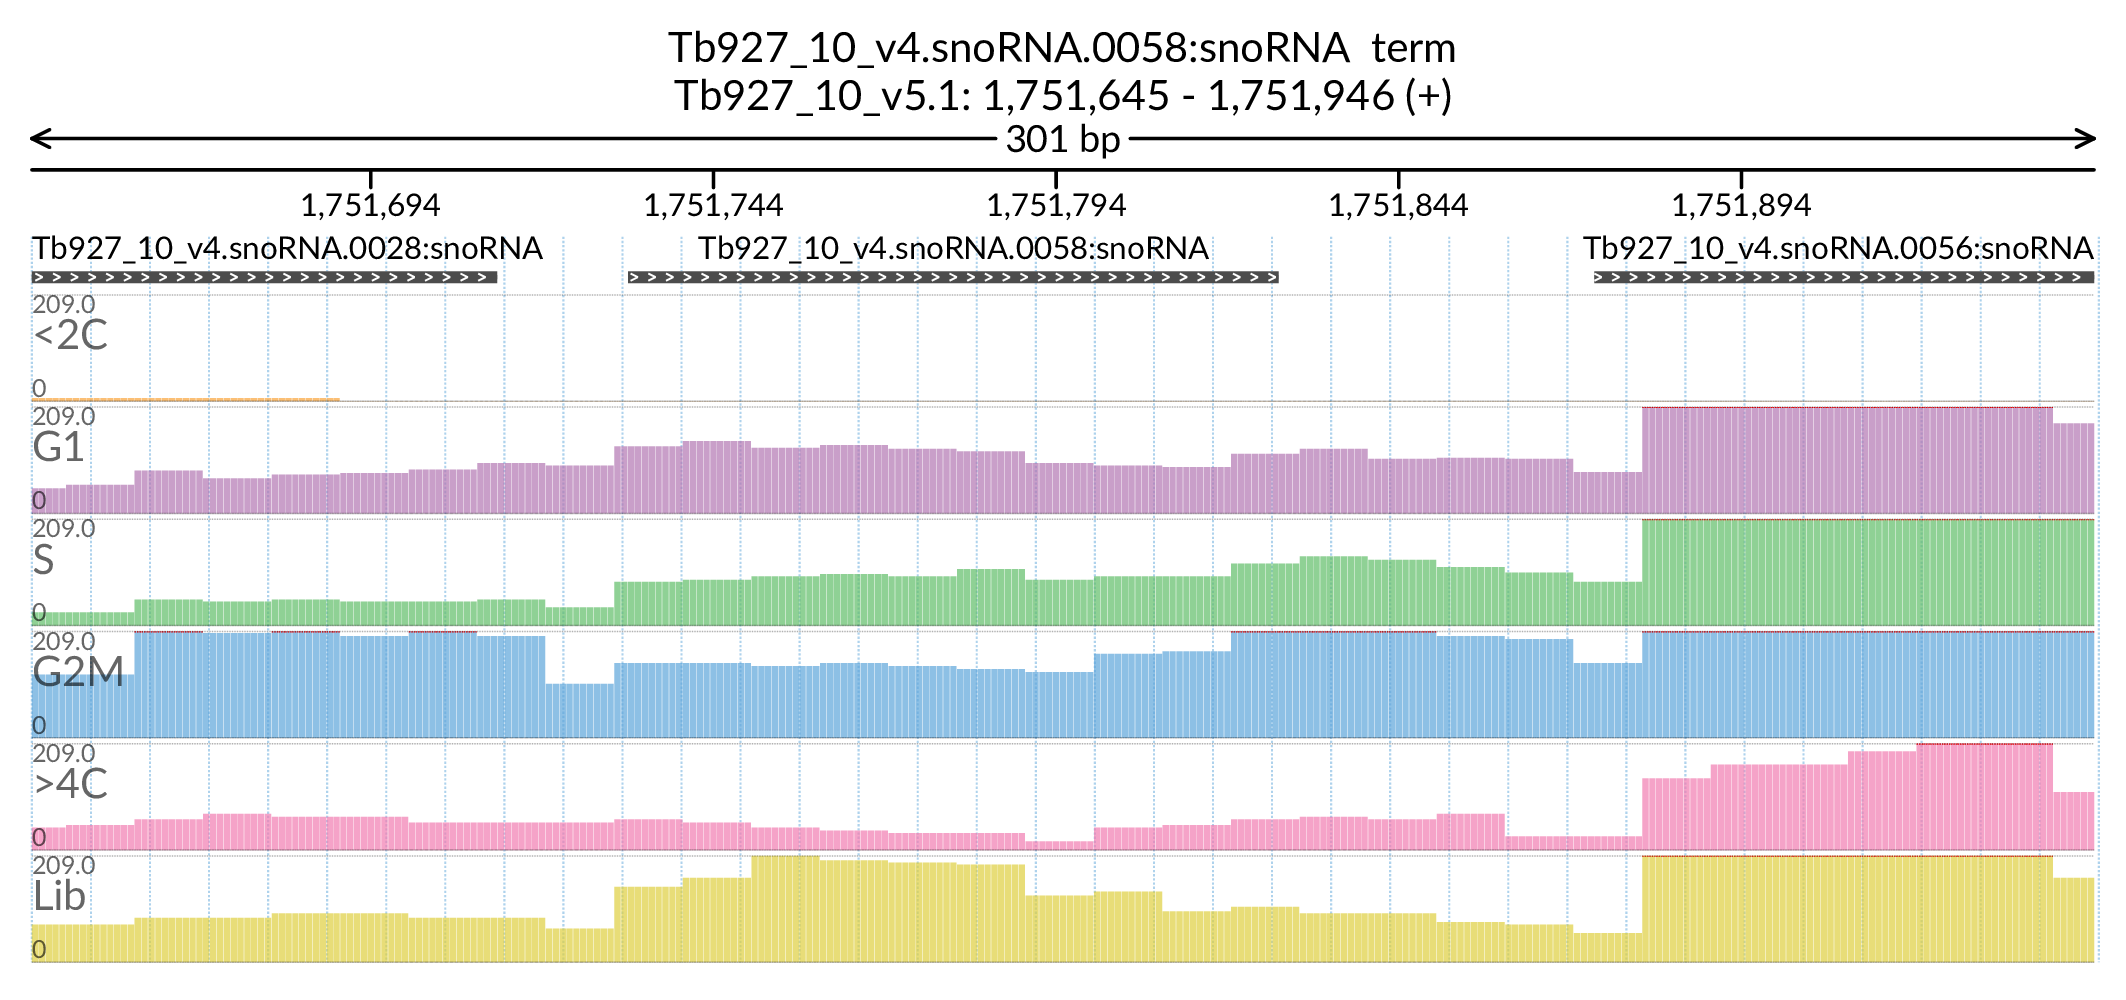 Tb927_10_v4.snoRNA.0058:snoRNA term
Tb927_10_v5.1: 1,751,645 - 1,751,946 (+)
301 bp
1,751,694 1,751,744 1,751,794 1,751,844 1,751,894
Tb927_10_v4.snoRNA.0028:snoRNA Tb927_10_v4.snoRNA.0058:snoRNA Tb927_10_v4.snoRNA.0056:snoRNA
209.0
<2C
0
209.0
G1
0
209.0
S
0
209.0
G2M
0
209.0
>4C
0
209.0
Lib
0